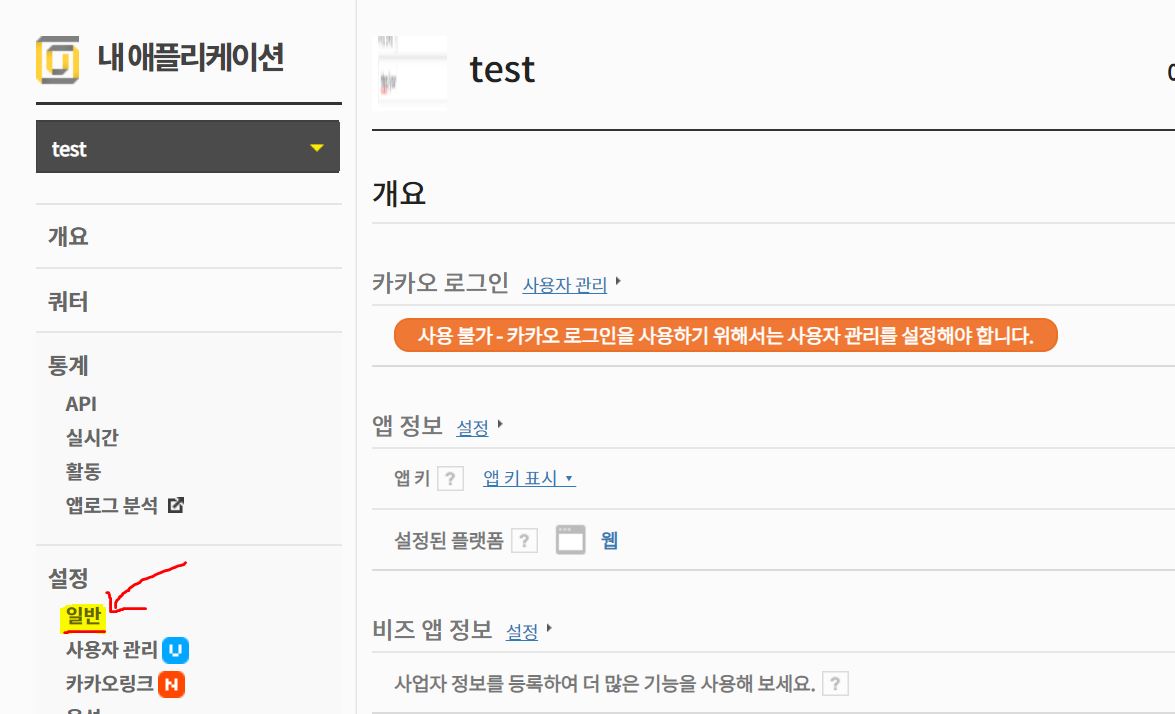 내 애플리케이션
test
개요
쿼터
통계
API
실시간
활동
앱로그 분석
설정
일반
사용자 관리
카카오링크
test
개요
카카오 로그인 사용자 관리
사용 불가 - 카카오 로그인을 사용하기 위해서는 사용자 관리를 설정해야 합니다.
앱 정보 설정
앱 키 ? 앱 키 표시
설정된 플랫폼 ? 웹
비즈 앱 정보 설정
사업자 정보를 등록하여 더 많은 기능을 사용해 보세요. ?